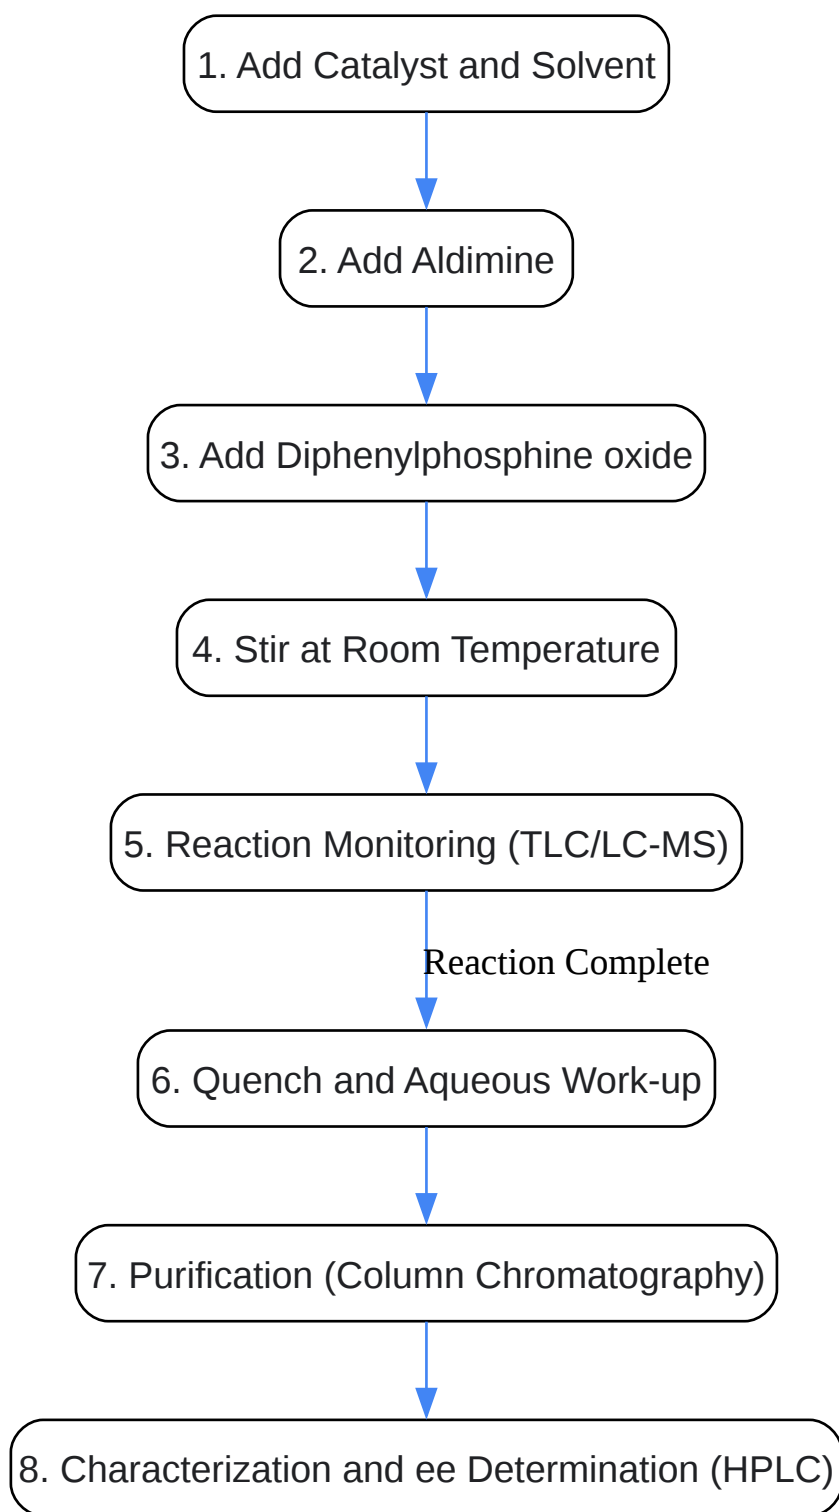 1. Add Catalyst and Solvent
2. Add Aldimine
3. Add Diphenylphosphine oxide
4. Stir at Room Temperature
5. Reaction Monitoring (TLC/LC-MS)
Reaction Complete
6. Quench and Aqueous Work-up
7. Purification (Column Chromatography)
8. Characterization and ee Determination (HPLC)